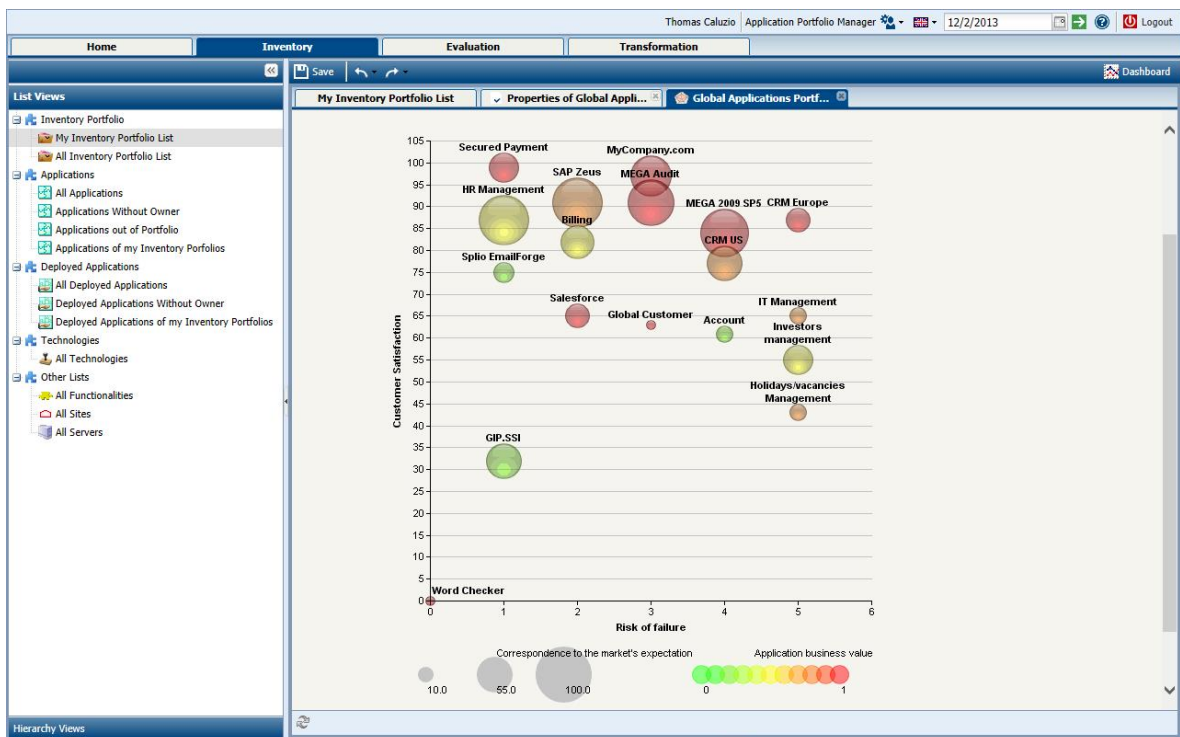 Thomas Caluzio Application Portfolio Manager 12/2/2013 Logout
Home Inventory Evaluation Transformation
Save Dashboard
List Views
Inventory Portfolio
My Inventory Portfolio List
All Inventory Portfolio List
Applications
All Applications
Applications Without Owner
Applications out of Portfolio
Applications of my Inventory Porfolios
Deployed Applications
All Deployed Applications
Deployed Applications Without Owner
Deployed Applications of my Inventory Portfolios
Technologies
All Technologies
Other Lists
All Functionalities
All Sites
All Servers
Hierarchy Views
My Inventory Portfolio List Properties of Global Appli... Global Applications Portf...
Customer Satisfaction
105
100
95
90
85
80
75
70
65
60
55
50
45
40
35
30
25
20
15
10
5
0
Secured Payment
MyCompany.com
SAP Zeus
MEGA Audit
HR Management
MEGA 2009 SP5
CRM Europe
Billing
CRM US
Splio EmailForge
Salesforce
IT Management
Global Customer
Account
Investors
management
Holidays/vacancies
Management
GIP.SSI
Word Checker
0 1 2 3 4 5 6
Risk of failure
Correspondence to the market's expectation
10.0 55.0 100.0
Application business value
0 1